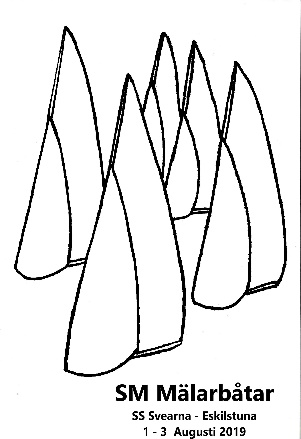 SM Mälarbåtar
SS Svearna - Eskilstuna
1 - 3 Augusti 2019